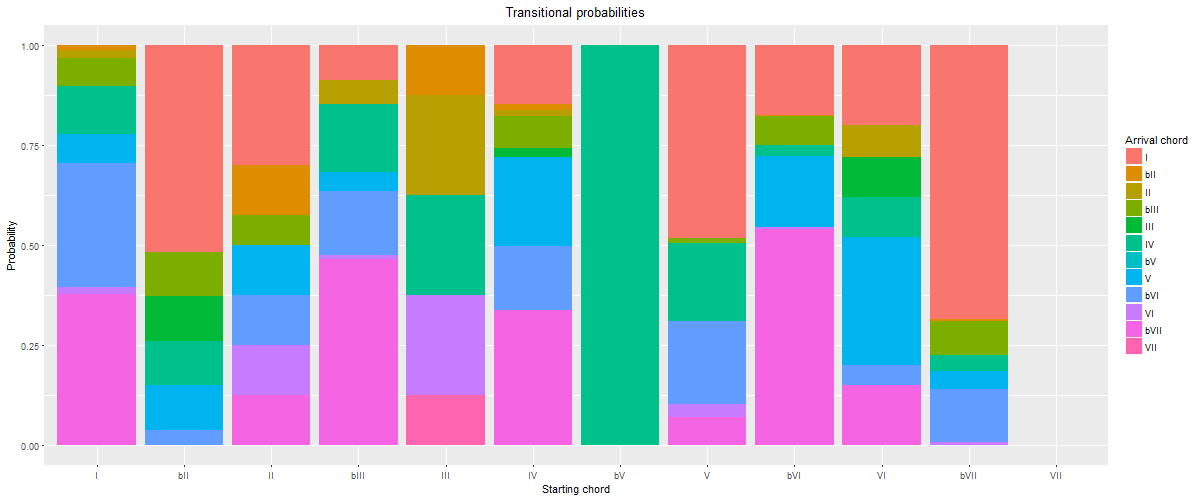 Transitional probabilities
1.00
0.75
0.50
0.25
0.00
Probability
I bII II bIII III IV bV V bVI VI bVII VII
Starting chord
Arrival chord
I
bII
II
bIII
III
IV
bV
V
bVI
VI
bVII
VII